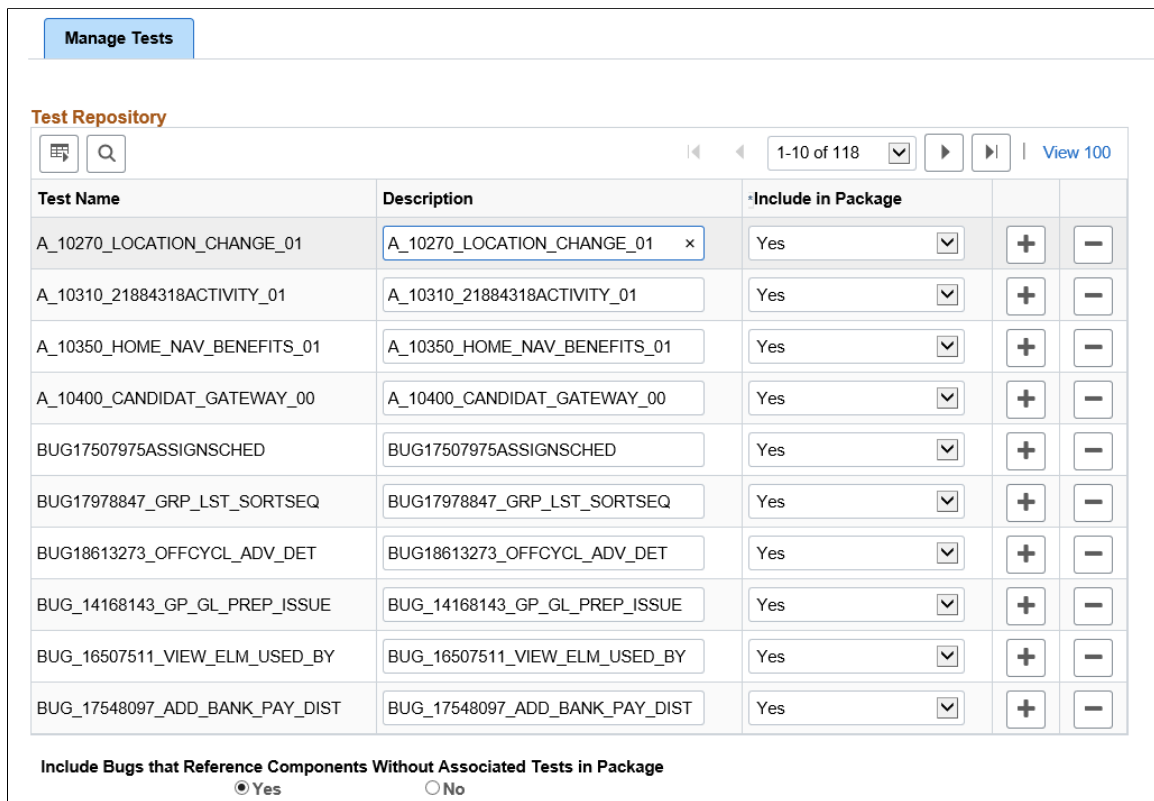 Manage Tests
Test Repository
1-10 of 118 | View 100
Test Name Description *Include in Package
A_10270_LOCATION_CHANGE_01 A_10270_LOCATION_CHANGE_01 × Yes
A_10310_21884318ACTIVITY_01 A_10310_21884318ACTIVITY_01 Yes
A_10350_HOME_NAV_BENEFITS_01 A_10350_HOME_NAV_BENEFITS_01 Yes
A_10400_CANDIDAT_GATEWAY_00 A_10400_CANDIDAT_GATEWAY_00 Yes
BUG17507975ASSIGNSCHED BUG17507975ASSIGNSCHED Yes
BUG17978847_GRP_LST_SORTSEQ BUG17978847_GRP_LST_SORTSEQ Yes
BUG18613273_OFFCYCL_ADV_DET BUG18613273_OFFCYCL_ADV_DET Yes
BUG_14168143_GP_GL_PREP_ISSUE BUG_14168143_GP_GL_PREP_ISSUE Yes
BUG_16507511_VIEW_ELM_USED_BY BUG_16507511_VIEW_ELM_USED_BY Yes
BUG_17548097_ADD_BANK_PAY_DIST BUG_17548097_ADD_BANK_PAY_DIST Yes
Include Bugs that Reference Components Without Associated Tests in Package
Yes No